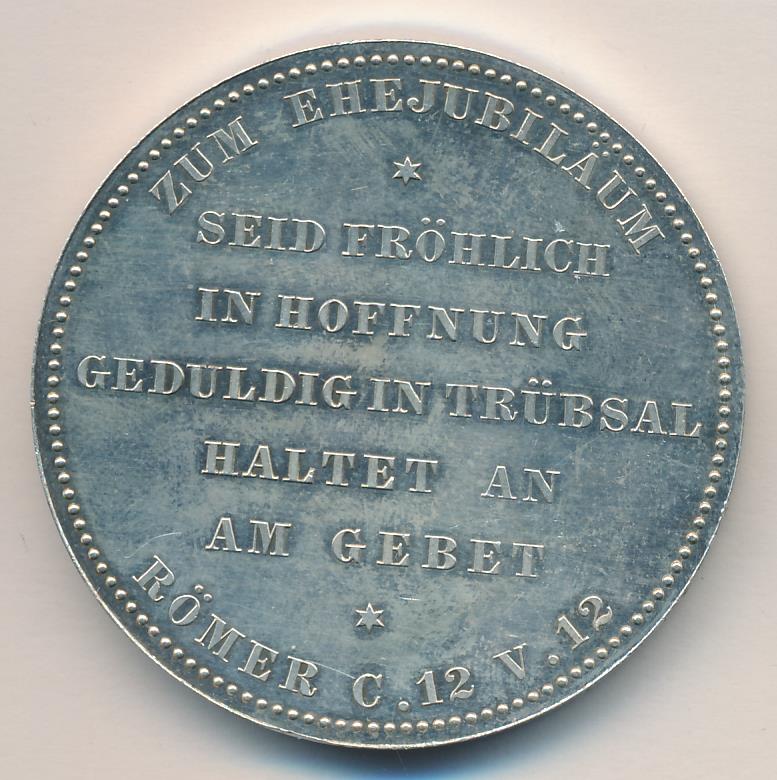 ZUM EHEJUBILÄUM
SEID FRÖHLICH
IN HOFFNUNG
GEDULDIG IN TRÜBSAL
HALTET AN
AM GEBET
RÖMER C. 12 V. 12